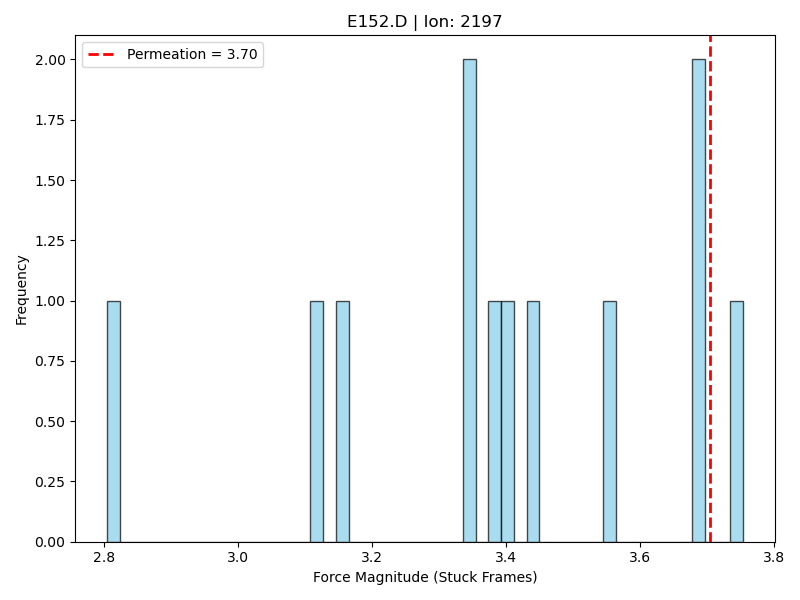 E152.D | Ion: 2197
Permeation = 3.70
Frequency
2.00
1.75
1.50
1.25
1.00
0.75
0.50
0.25
0.00
2.8 3.0 3.2 3.4 3.6 3.8
Force Magnitude (Stuck Frames)